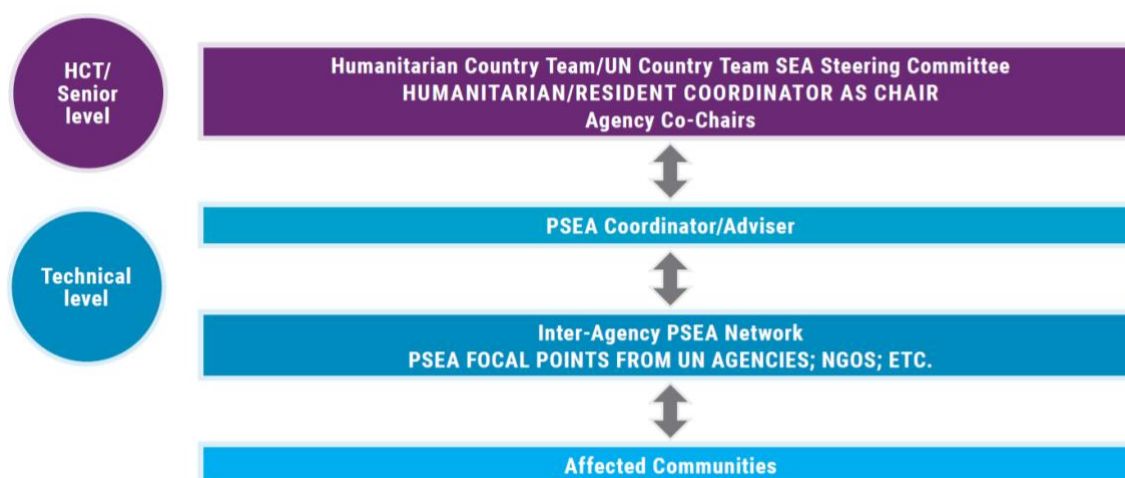 HCT/
Senior
level
Humanitarian Country Team/UN Country Team SEA Steering Committee
HUMANITARIAN/RESIDENT COORDINATOR AS CHAIR
Agency Co-Chairs
PSEA Coordinator/Adviser
Technical
level
Inter-Agency PSEA Network
PSEA FOCAL POINTS FROM UN AGENCIES; NGOS; ETC.
Affected Communities